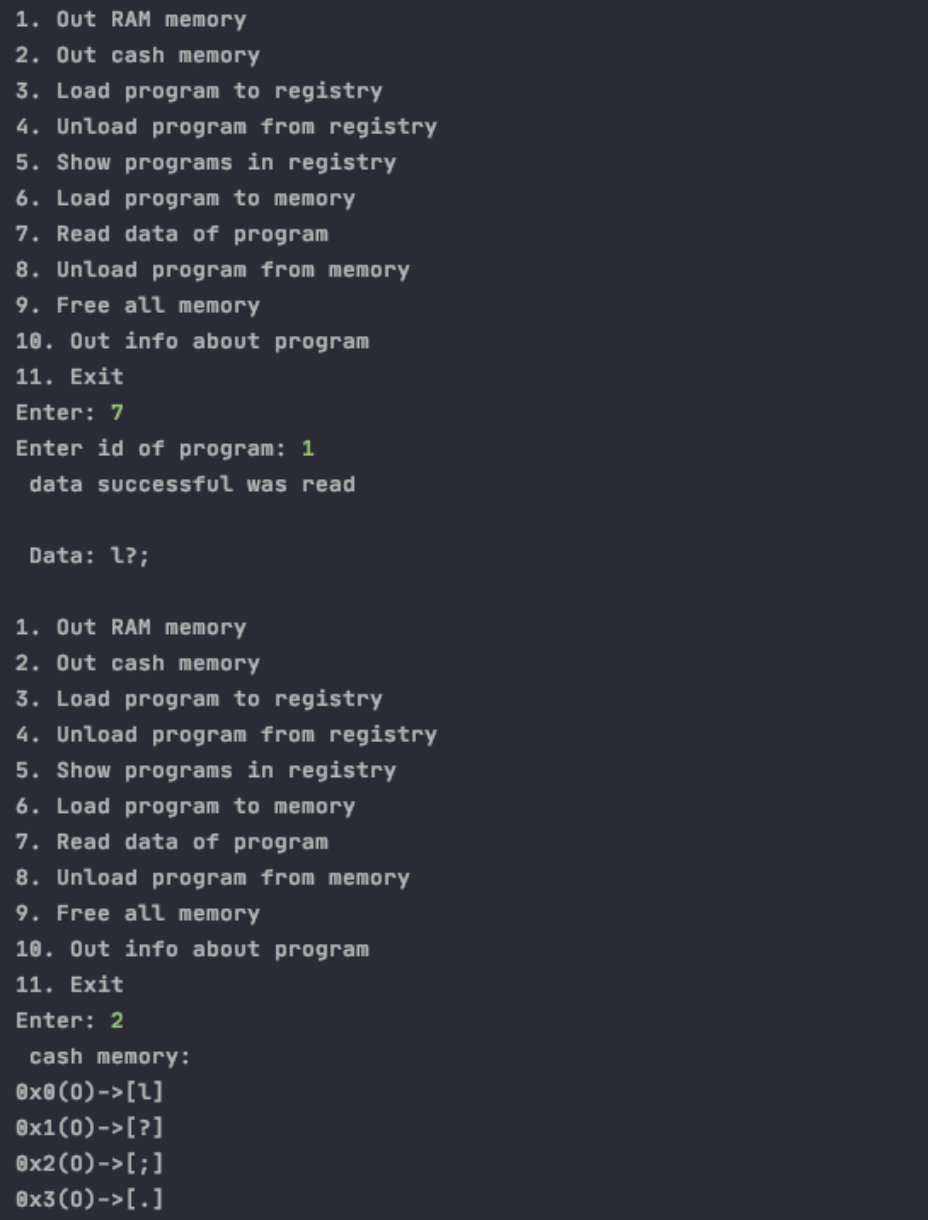 1. Out RAM memory
2. Out cash memory
3. Load program to registry
4. Unload program from registry
5. Show programs in registry
6. Load program to memory
7. Read data of program
8. Unload program from memory
9. Free all memory
10. Out info about program
11. Exit
Enter: 7
Enter id of program: 1
data successful was read
Data: l?;
1. Out RAM memory
2. Out cash memory
3. Load program to registry
4. Unload program from registry
5. Show programs in registry
6. Load program to memory
7. Read data of program
8. Unload program from memory
9. Free all memory
10. Out info about program
11. Exit
Enter: 2
cash memory:
0x0(O)->[l]
0x1(O)->[?]
0x2(O)->[;]
0x3(O)->[.]